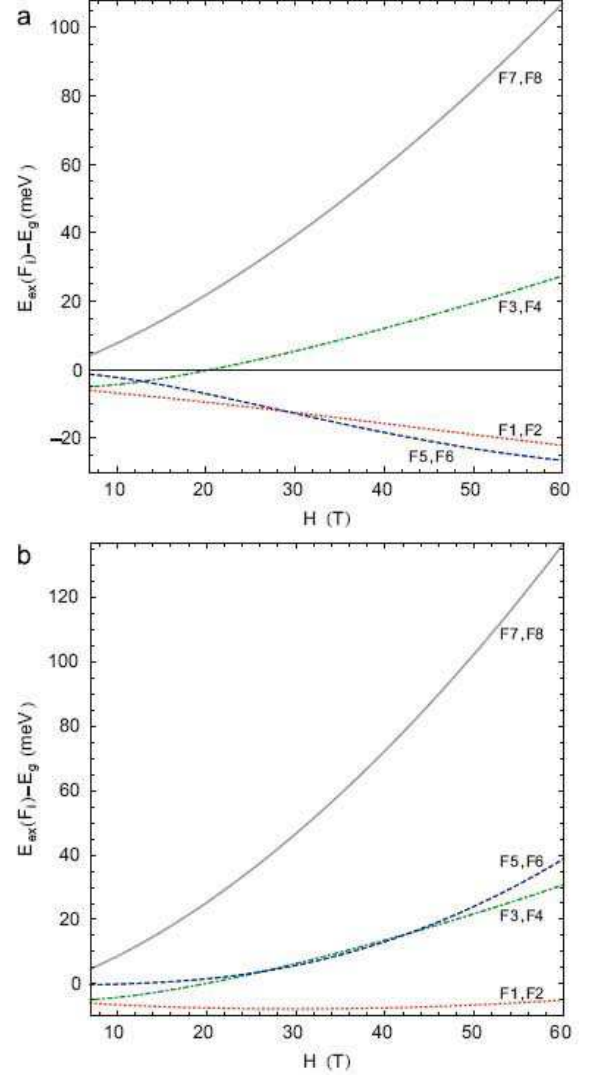 a
100
80
60
40
20
0
−20
10 20 30 40 50 60
H (T)
E_ex(F_i)−E_g(meV)
F7,F8
F3,F4
F1,F2
F5,F6
b
120
100
80
60
40
20
0
10 20 30 40 50 60
H (T)
E_ex(F_i)−E_g (meV)
F7,F8
F5,F6
F3,F4
F1,F2